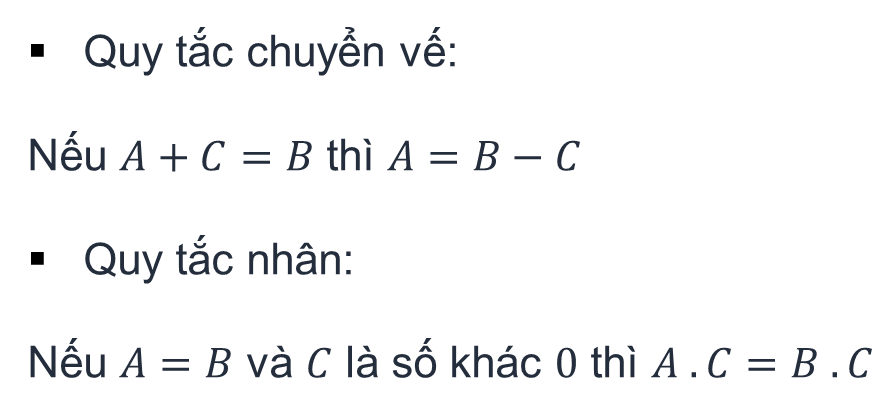 ▪ Quy tắc chuyển vế:
Nếu A + C = B thì A = B − C
▪ Quy tắc nhân:
Nếu A = B và C là số khác 0 thì A . C = B . C